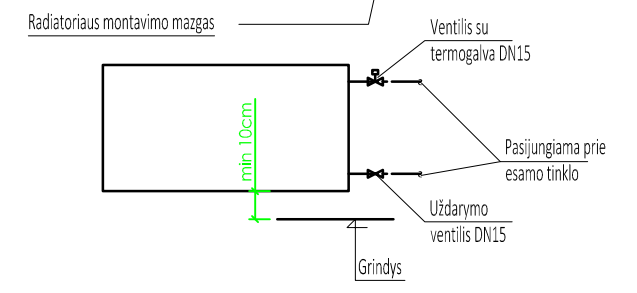 Radiatoriaus montavimo mazgas
Ventilis su
termogalva DN15
min 10cm
Pasijungiama prie
esamo tinklo
Uždarymo
ventilis DN15
Grindys